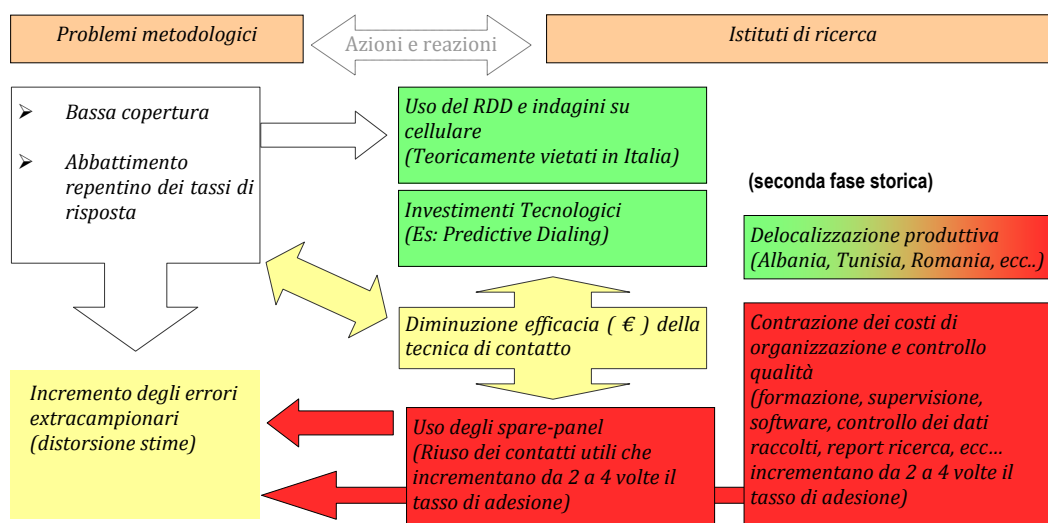 Problemi metodologici
Azioni e reazioni
Istituti di ricerca
➢ Bassa copertura
➢ Abbattimento
repentino dei tassi di
risposta
Uso del RDD e indagini su
cellulare
(Teoricamente vietati in Italia)
Investimenti Tecnologici
(Es: Predictive Dialing)
(seconda fase storica)
Delocalizzazione produttiva
(Albania, Tunisia, Romania, ecc..)
Diminuzione efficacia ( € ) della
tecnica di contatto
Contrazione dei costi di
organizzazione e controllo
qualità
(formazione, supervisione,
software, controllo dei dati
raccolti, report ricerca, ecc…
incrementano da 2 a 4 volte il
tasso di adesione)
Incremento degli errori
extracampionari
(distorsione stime)
Uso degli spare-panel
(Riuso dei contatti utili che
incrementano da 2 a 4 volte il
tasso di adesione)